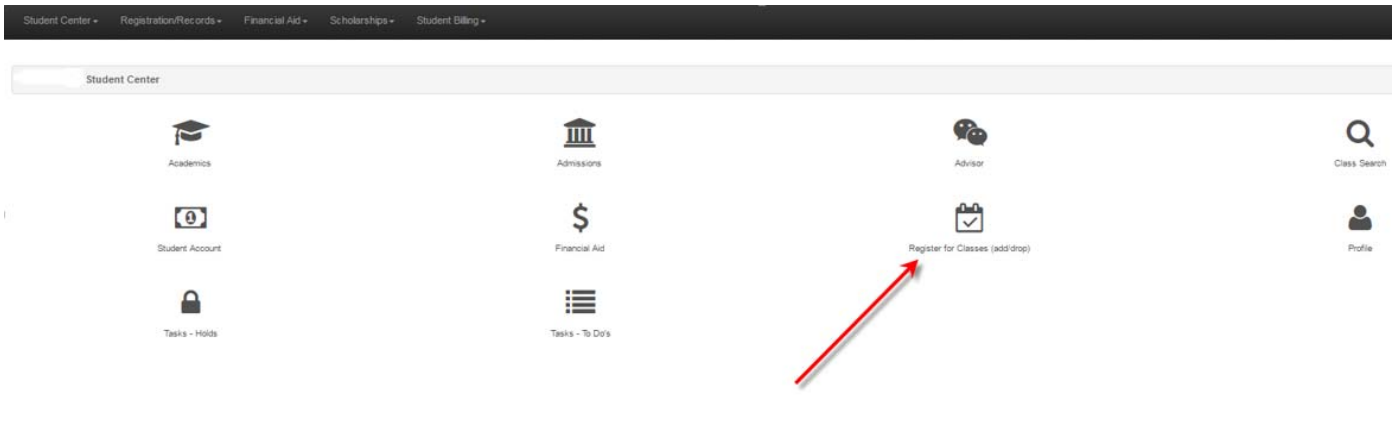 Student Center Registration/Records Financial Aid Scholarships Student Billing
Student Center
Academics Admissions Advisor Class Search
Student Account Financial Aid Register for Classes (add/drop) Profile
Tasks - Holds Tasks - To Do's